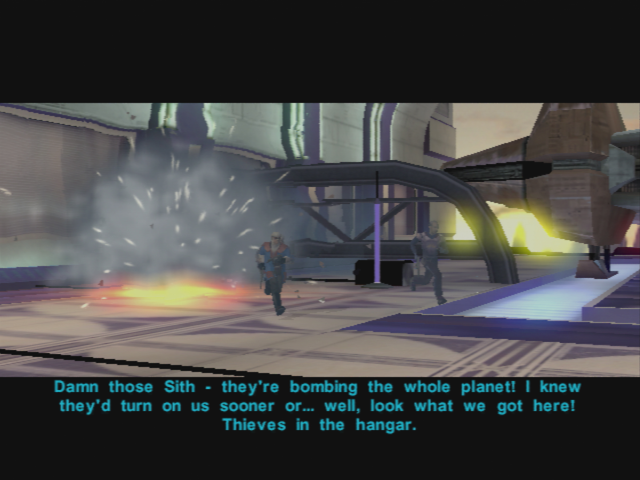 Damn those Sith - they're bombing the whole planet! I knew
they'd turn on us sooner or... well, look what we got here!
Thieves in the hangar.